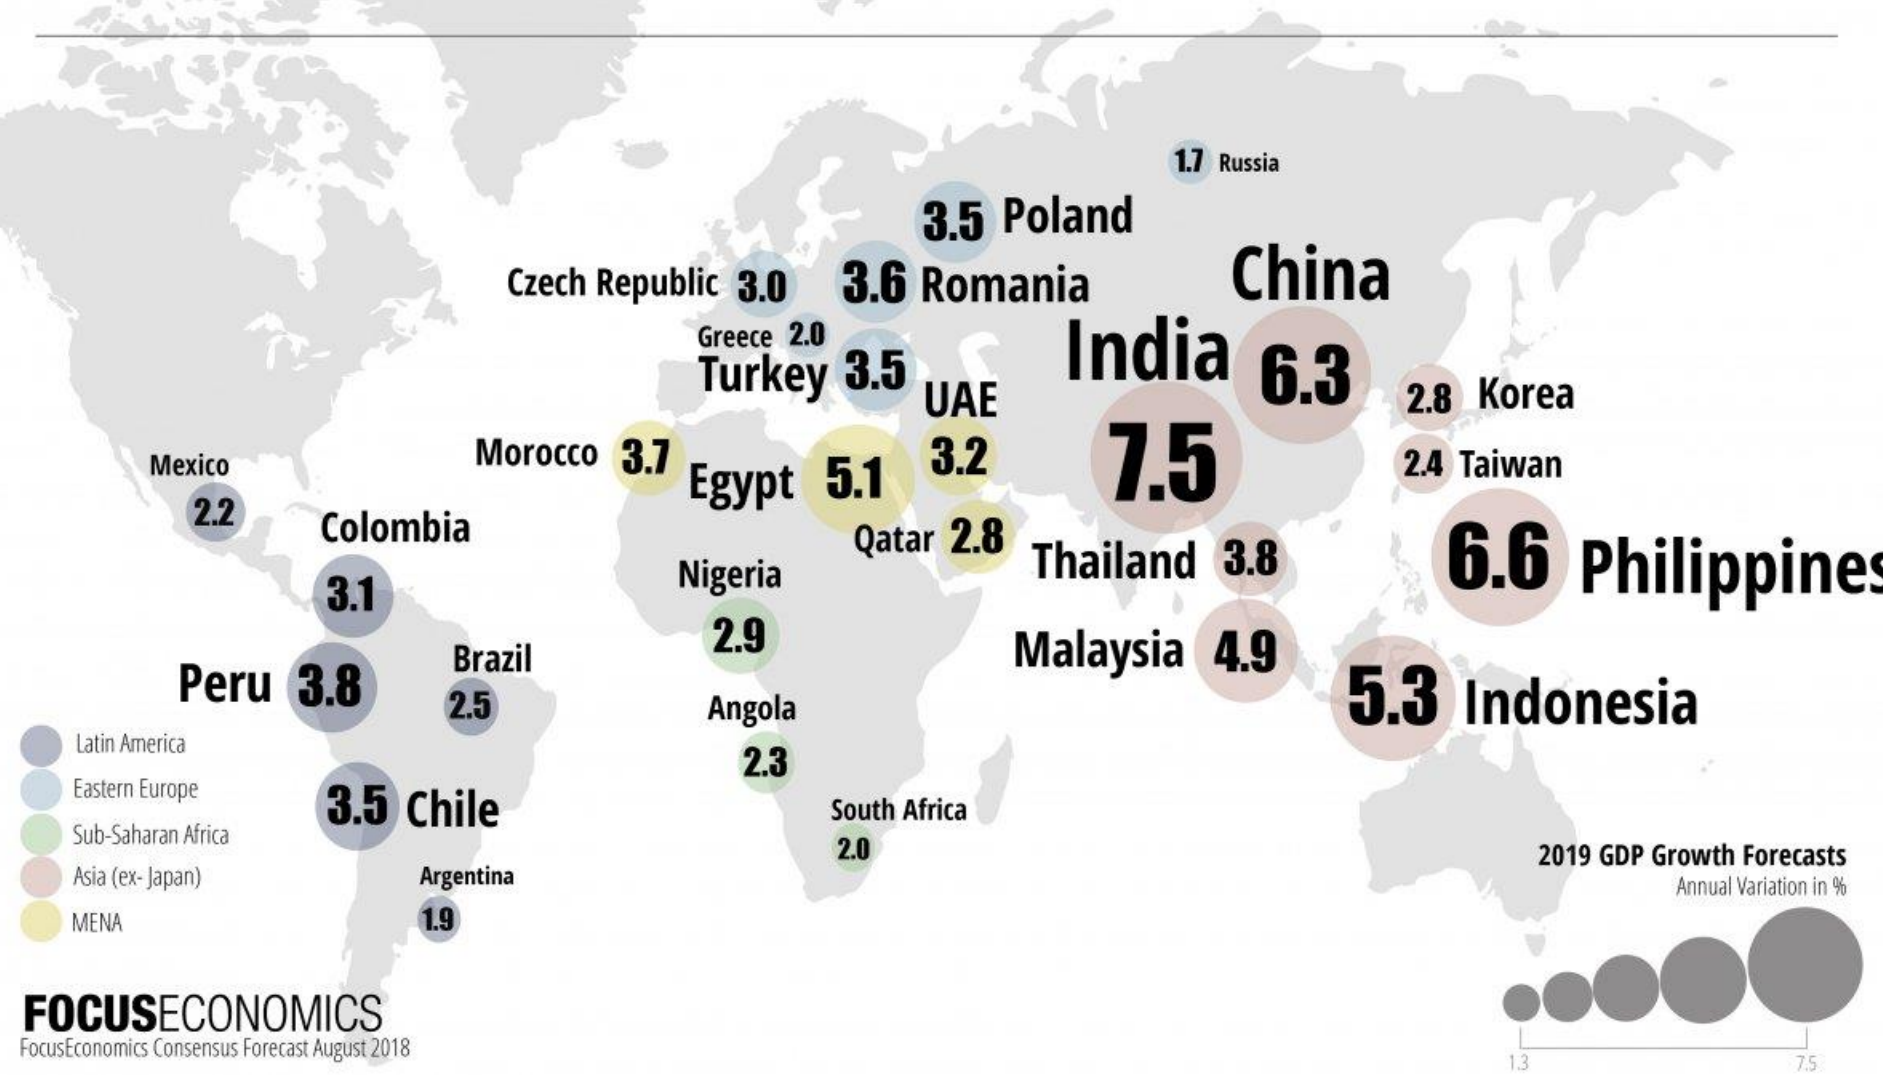 1.7 Russia
3.5 Poland
Czech Republic 3.0
3.6 Romania
China
6.3
Greece 2.0
Turkey 3.5
India
7.5
UAE
3.2
2.8 Korea
Morocco 3.7
Egypt 5.1
2.4 Taiwan
Mexico
2.2
Colombia
3.1
Qatar 2.8
Thailand 3.8
6.6 Philippines
Nigeria
2.9
Malaysia 4.9
Peru 3.8
Brazil
2.5
5.3 Indonesia
Angola
2.3
Latin America
Eastern Europe
Sub-Saharan Africa
Asia (ex- Japan)
MENA
3.5 Chile
South Africa
2.0
Argentina
1.9
2019 GDP Growth Forecasts
Annual Variation in %
1.3 7.5
FOCUSECONOMICS
FocusEconomics Consensus Forecast August 2018